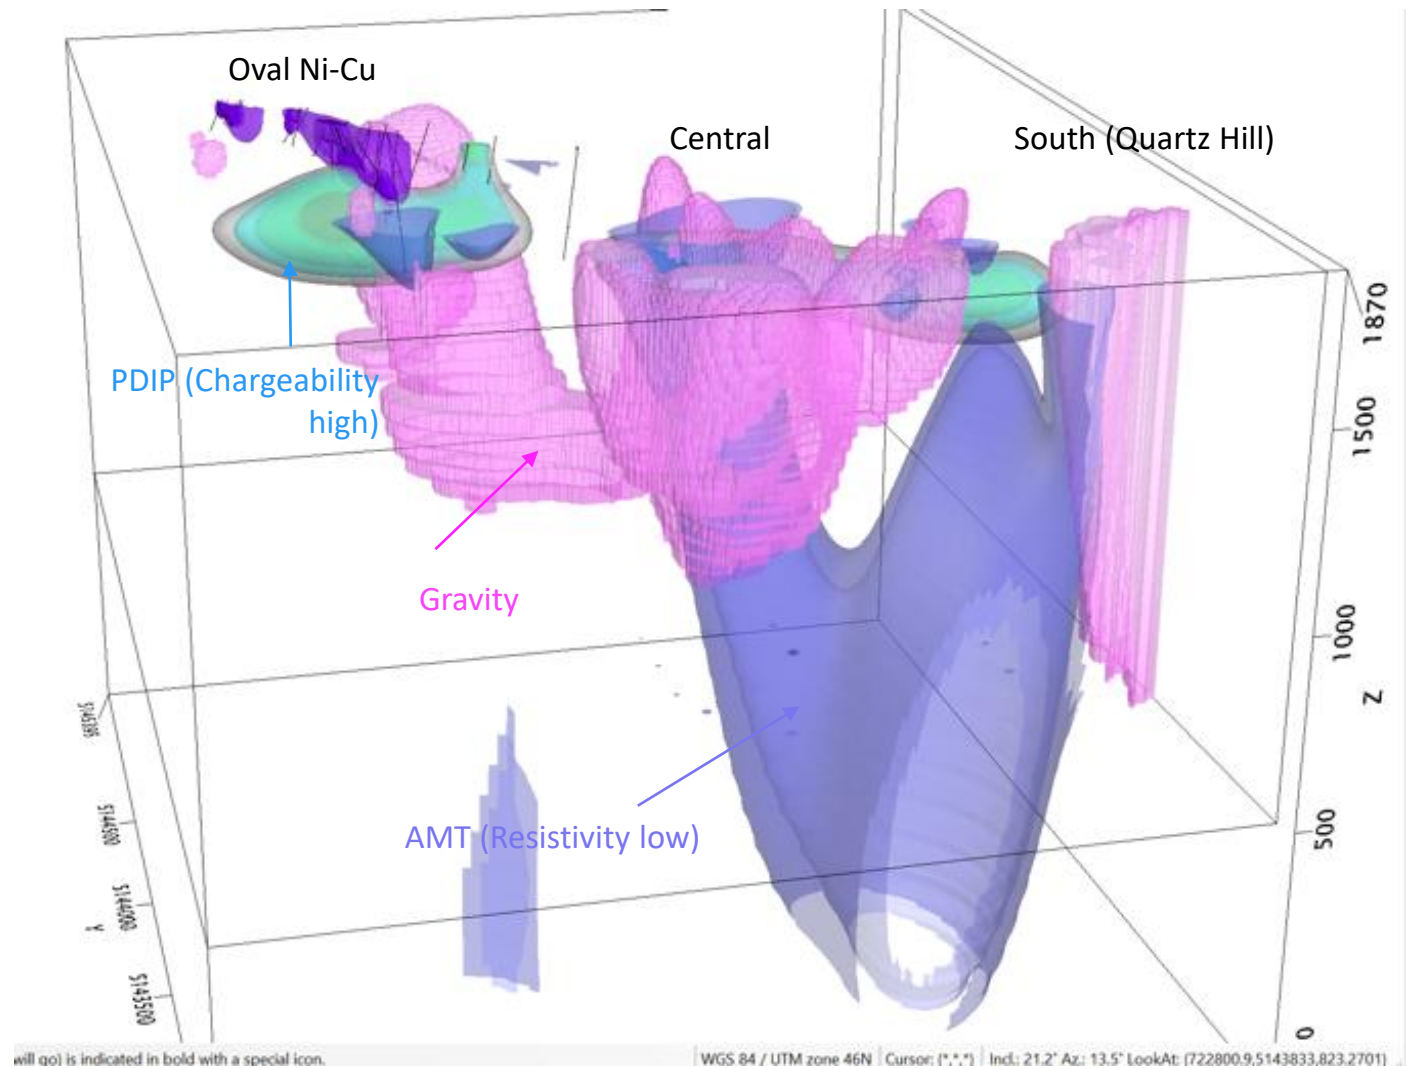 Oval Ni-Cu
Central
South (Quartz Hill)
PDIP (Chargeability
high)
Gravity
AMT (Resistivity low)
1870
1500
1000
Z
500
0
5144500
5144000
Y
5143500
will go) is indicated in bold with a special icon.
WGS 84 / UTM zone 46N
Cursor: (*,*,*)
Incl.: 21.2° Az.: 13.5° LookAt: (722800.9,5143833,823.2701)